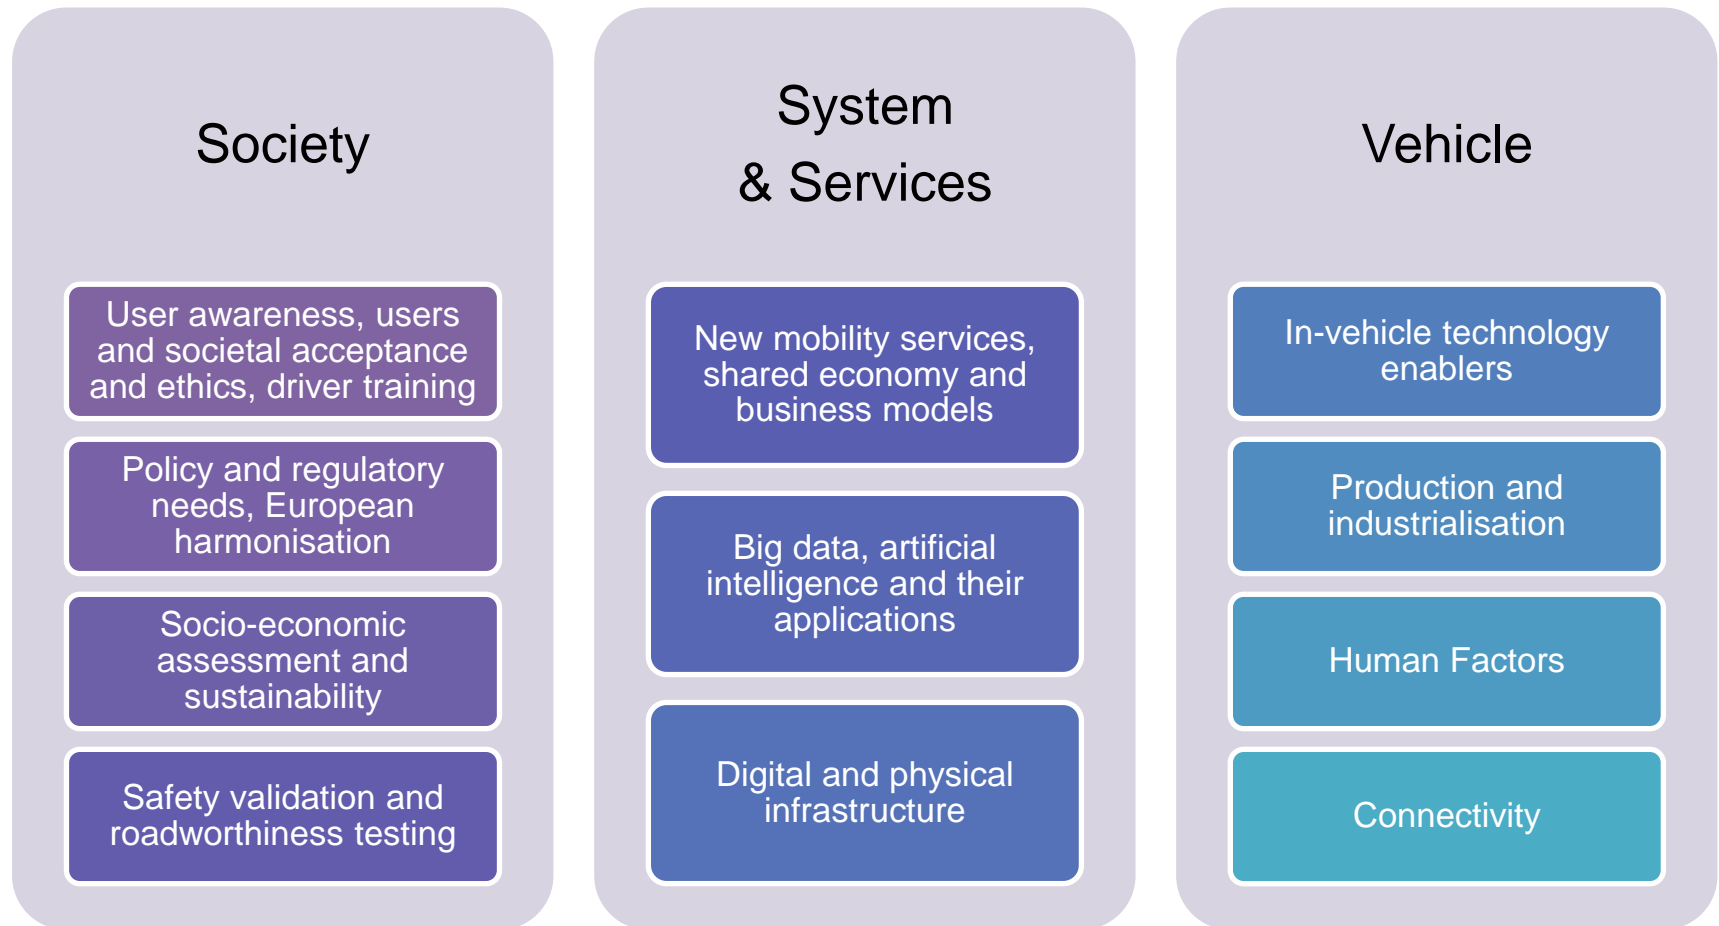 Society
User awareness, users
and societal acceptance
and ethics, driver training
Policy and regulatory
needs, European
harmonisation
Socio-economic
assessment and
sustainability
Safety validation and
roadworthiness testing
System
& Services
New mobility services,
shared economy and
business models
Big data, artificial
intelligence and their
applications
Digital and physical
infrastructure
Vehicle
In-vehicle technology
enablers
Production and
industrialisation
Human Factors
Connectivity